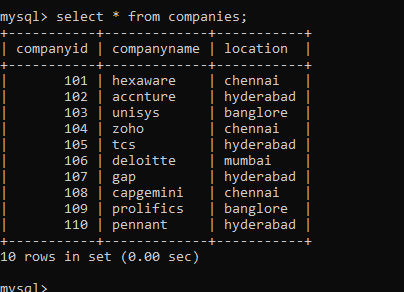 mysql> select * from companies;
+-----------+-------------+-----------+
| companyid | companyname | location  |
+-----------+-------------+-----------+
|       101 | hexaware    | chennai   |
|       102 | accnture    | hyderabad |
|       103 | unisys      | banglore  |
|       104 | zoho        | chennai   |
|       105 | tcs         | hyderabad |
|       106 | deloitte    | mumbai    |
|       107 | gap         | hyderabad |
|       108 | capgemini   | chennai   |
|       109 | prolifics   | banglore  |
|       110 | pennant     | hyderabad |
+-----------+-------------+-----------+
10 rows in set (0.00 sec)
mysql>